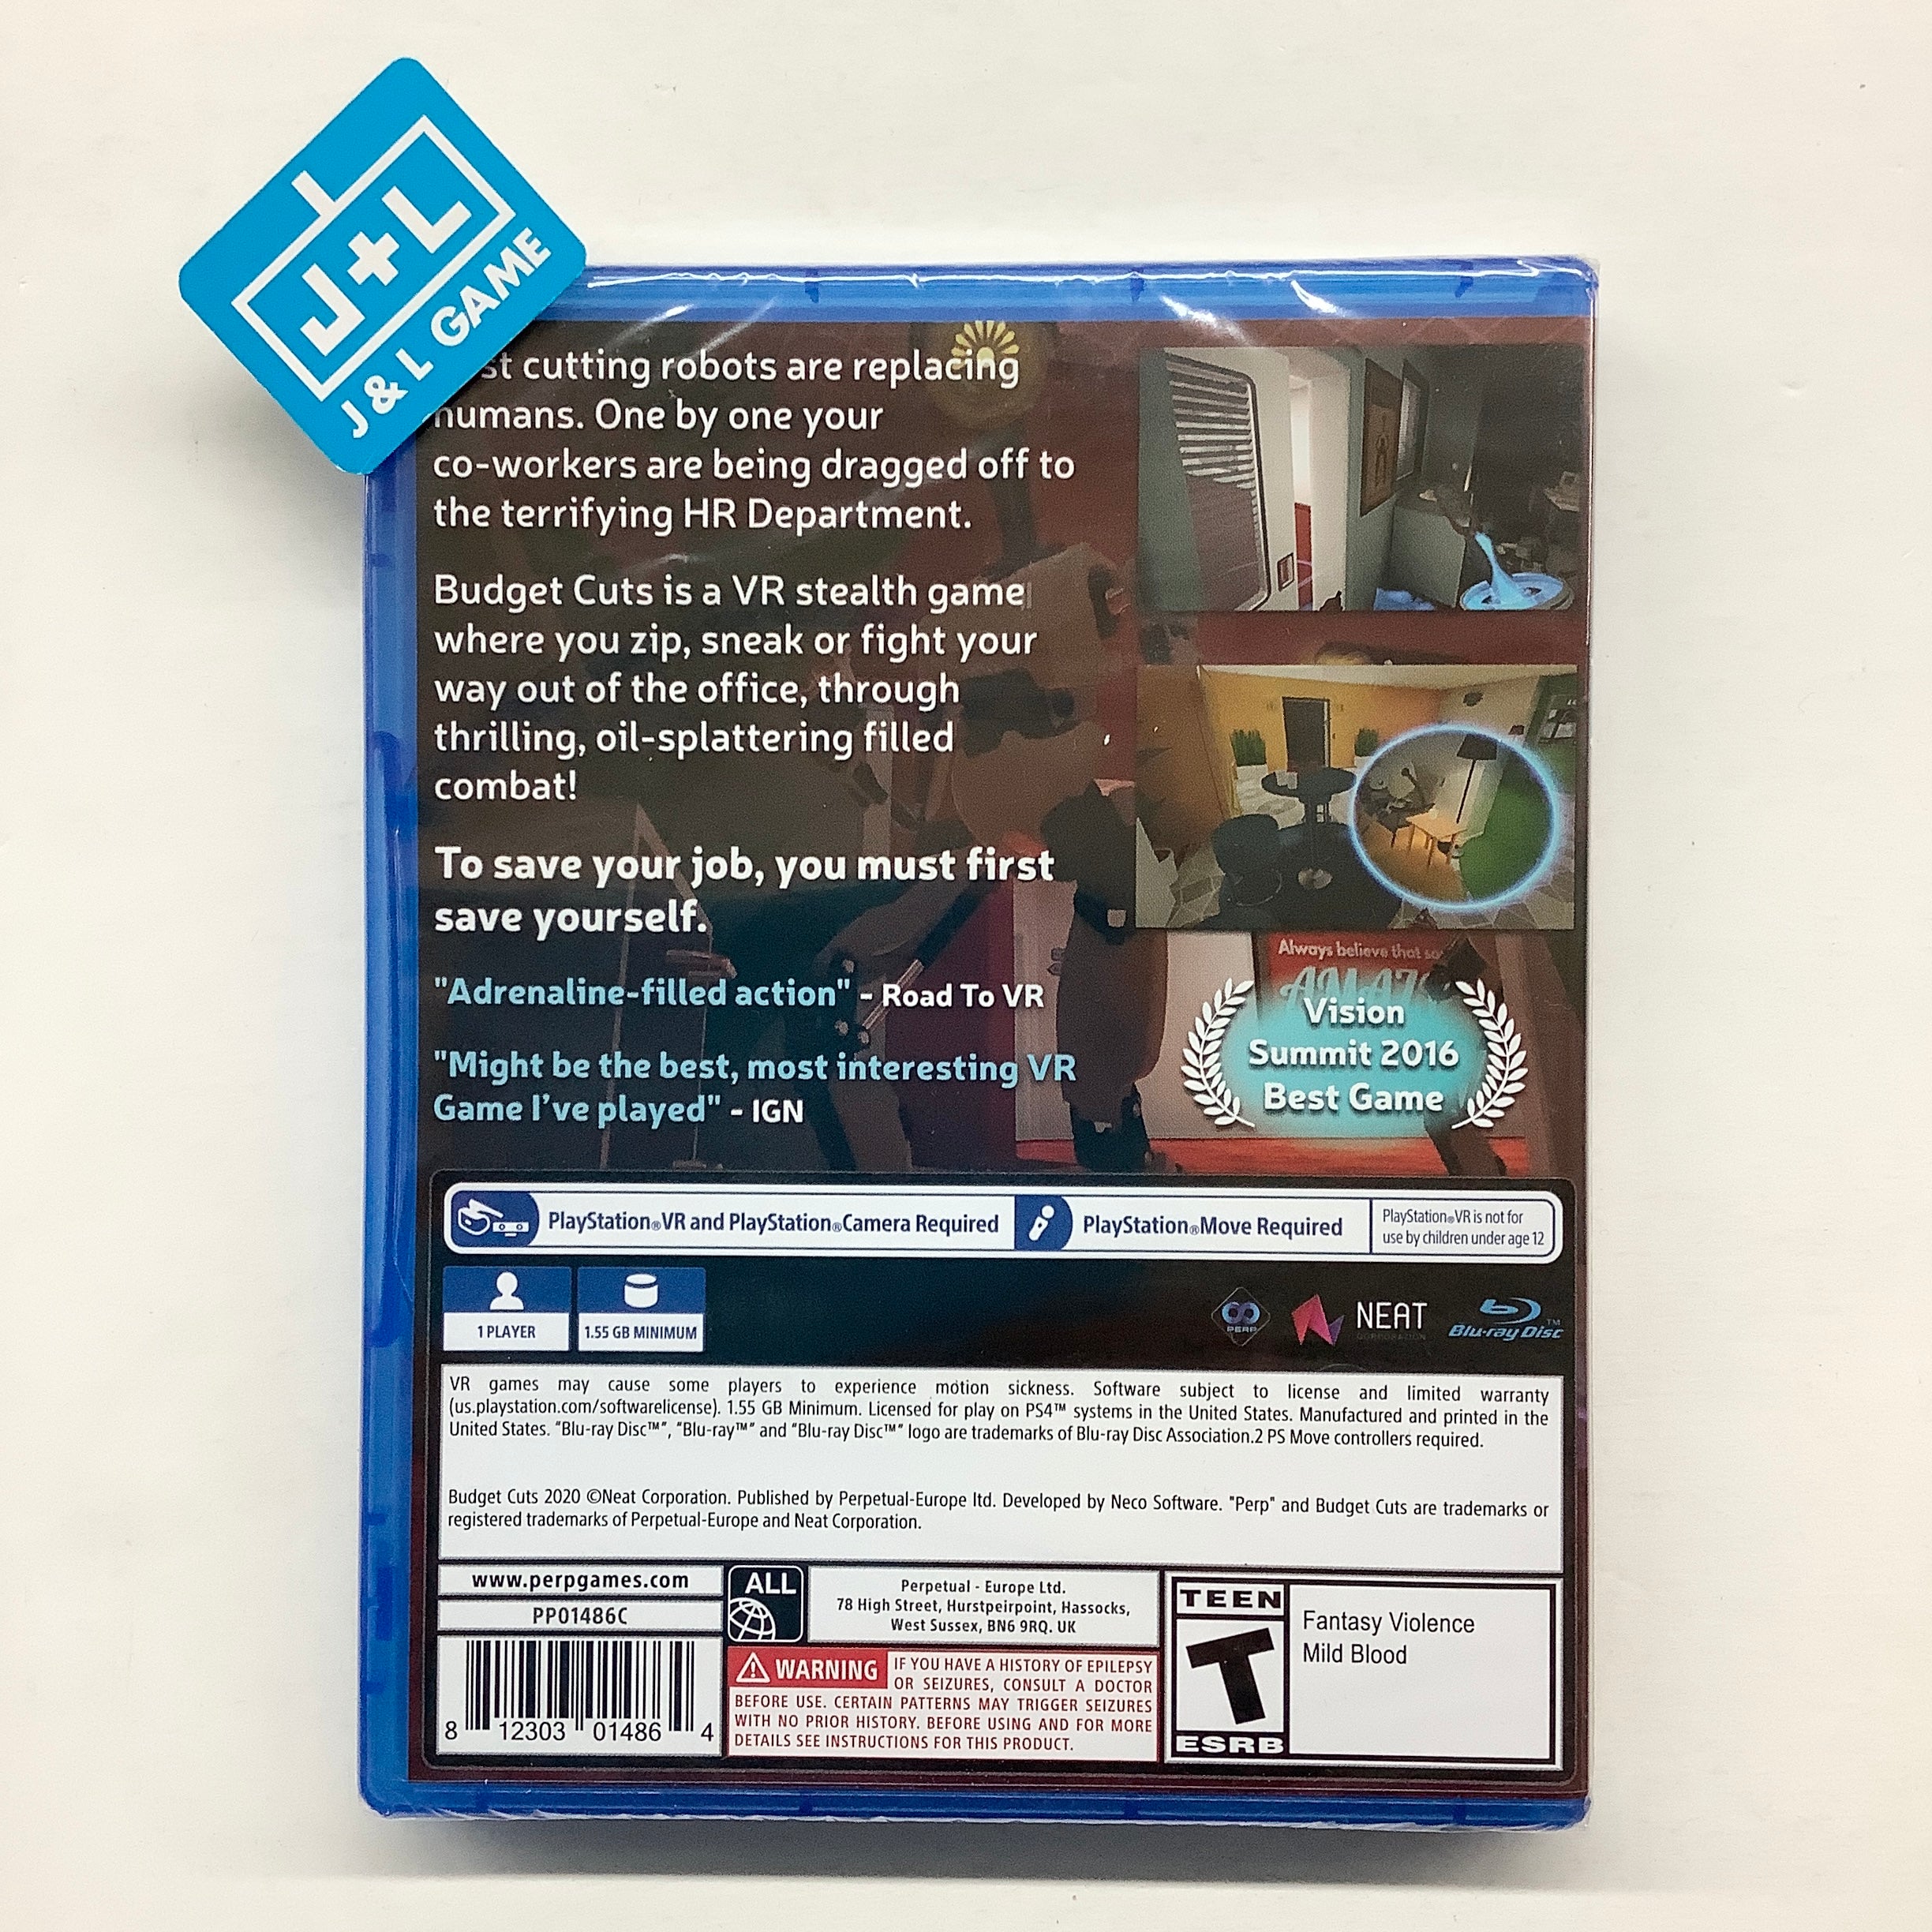 J+L
J & L GAME
cutting robots are replacing
humans. One by one your
co-workers are being dragged off to
the terrifying HR Department.
Budget Cuts is a VR stealth game
where you zip, sneak or fight your
way out of the office, through
thrilling, oil-splattering filled
combat!
To save your job, you must first
save yourself.
"Adrenaline-filled action" - Road To VR
"Might be the best, most interesting VR
Game I've played" - IGN
Always believe that
Vision
Summit 2016
Best Game
PlayStation®VR and PlayStation®Camera Required
PlayStation®Move Required
PlayStation®VR is not for
use by children under age 12
1 PLAYER
1.55 GB MINIMUM
PERP
NEAT
CORPORATION
Blu-ray Disc™
VR games may cause some players to experience motion sickness. Software subject to license and limited warranty
(us.playstation.com/softwarelicense). 1.55 GB Minimum. Licensed for play on PS4™ systems in the United States. Manufactured and printed in the
United States. "Blu-ray Disc™", "Blu-ray™" and "Blu-ray Disc™" logo are trademarks of Blu-ray Disc Association.2 PS Move controllers required.
Budget Cuts 2020 ©Neat Corporation. Published by Perpetual-Europe ltd. Developed by Neco Software. "Perp" and Budget Cuts are trademarks or
registered trademarks of Perpetual-Europe and Neat Corporation.
www.perpgames.com
PP01486C
8 12303 01486 4
ALL
Perpetual - Europe Ltd.
78 High Street, Hurstpeirpoint, Hassocks,
West Sussex, BN6 9RQ. UK
WARNING IF YOU HAVE A HISTORY OF EPILEPSY
OR SEIZURES, CONSULT A DOCTOR
BEFORE USE. CERTAIN PATTERNS MAY TRIGGER SEIZURES
WITH NO PRIOR HISTORY. BEFORE USING AND FOR MORE
DETAILS SEE INSTRUCTIONS FOR THIS PRODUCT.
TEEN
T
ESRB
Fantasy Violence
Mild Blood